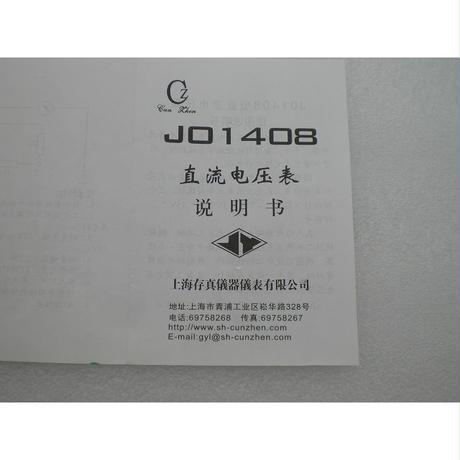 CZ
Cun Zhen
JO1408
直流电压表
说明书
JY
上海存真儀器儀表有限公司
地址:上海市青浦工业区崧华路328号
电话:69758268 传真:69758267
http://www.sh-cunzhen.com
E-mail:gyl@sh-cunzhen.com